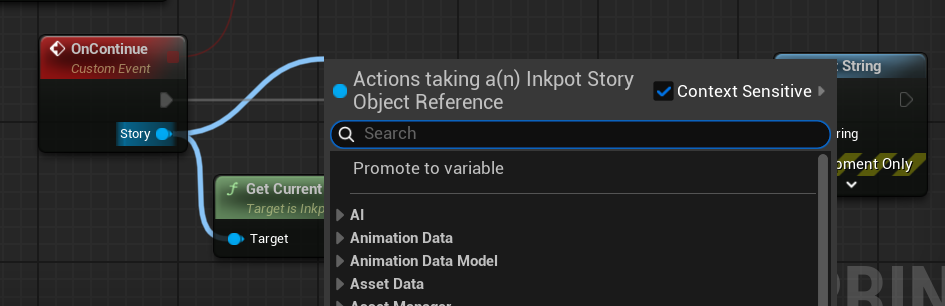 OnContinue
Custom Event
Story
Get Current
Target is Inkp
Target
Actions taking a(n) Inkpot Story
Object Reference
Context Sensitive
Search
Promote to variable
AI
Animation Data
Animation Data Model
Asset Data
Asset Manager
String
ring
pment Only